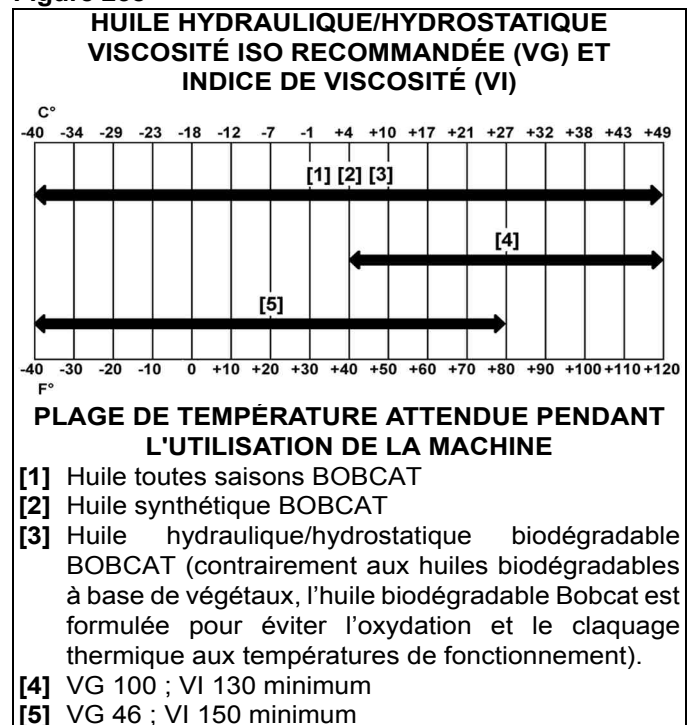 Figure
HUILE HYDRAULIQUE/HYDROSTATIQUE
VISCOSITÉ ISO RECOMMANDÉE (VG) ET
INDICE DE VISCOSITÉ (VI)
C°
-40 -34 -29 -23 -18 -12 -7 -1 +4 +10 +17 +21 +27 +32 +38 +43 +49
[1] [2] [3]
[4]
[5]
-40 -30 -20 -10 0 +10 +20 +30 +40 +50 +60 +70 +80 +90 +100 +110 +120
F°
PLAGE DE TEMPÉRATURE ATTENDUE PENDANT
L'UTILISATION DE LA MACHINE
[1] Huile toutes saisons BOBCAT
[2] Huile synthétique BOBCAT
[3] Huile hydraulique/hydrostatique biodégradable
BOBCAT (contrairement aux huiles biodégradables
à base de végétaux, l’huile biodégradable Bobcat est
formulée pour éviter l’oxydation et le claquage
thermique aux températures de fonctionnement).
[4] VG 100 ; VI 130 minimum
[5] VG 46 ; VI 150 minimum